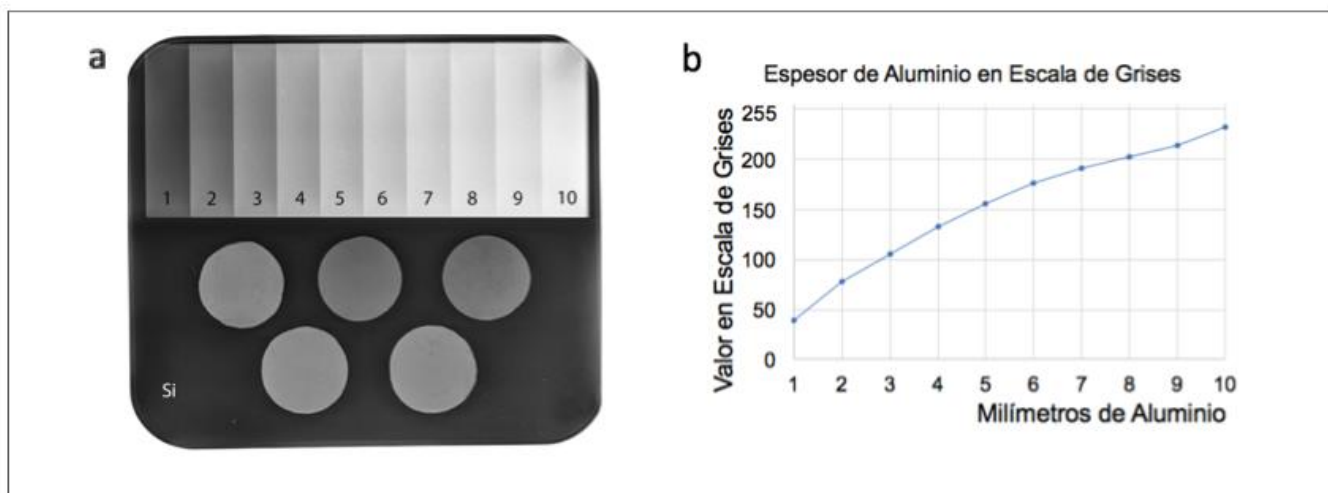 a
1 2 3 4 5 6 7 8 9 10
Si
b
Espesor de Aluminio en Escala de Grises
Valor en Escala de Grises
255
200
150
100
50
0
1 2 3 4 5 6 7 8 9 10
Milímetros de Aluminio